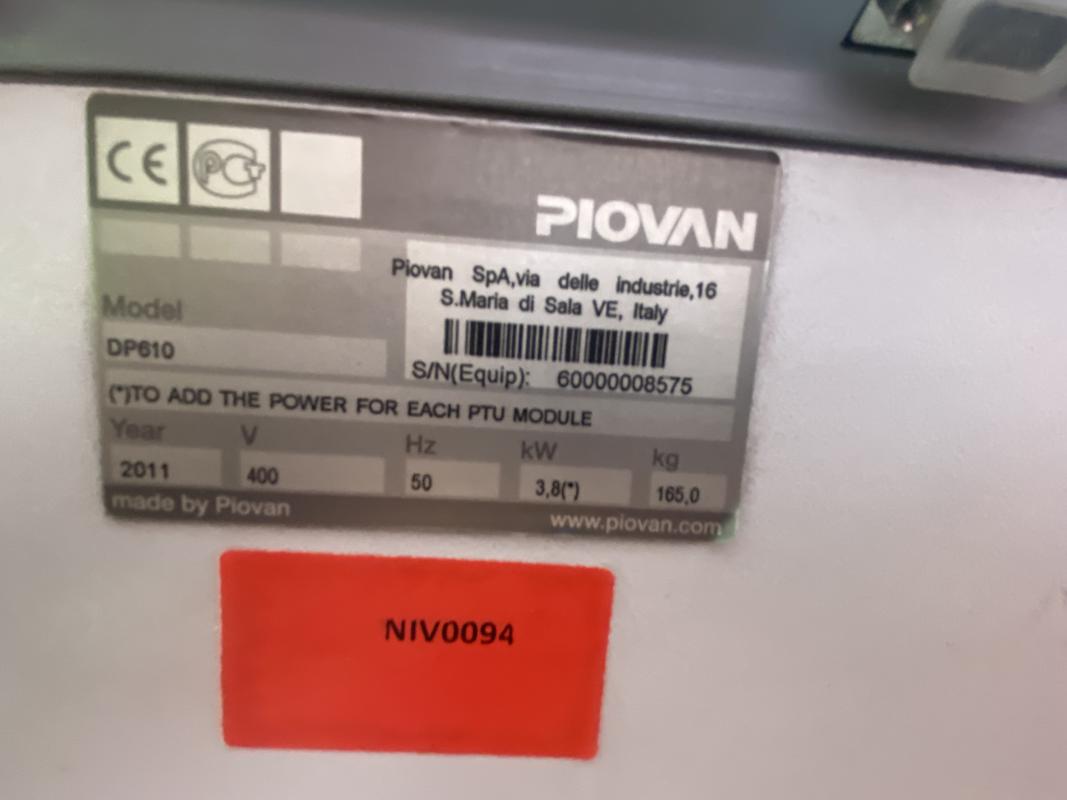 CE
PCT
PIOVAN
Piovan SpA,via delle industrie,16
S.Maria di Sala VE, Italy
Model
DP610
S/N(Equip): 60000008575
(*)TO ADD THE POWER FOR EACH PTU MODULE
Year V Hz kW kg
2011 400 50 3,8(*) 165,0
made by Piovan www.piovan.com
NIV0094